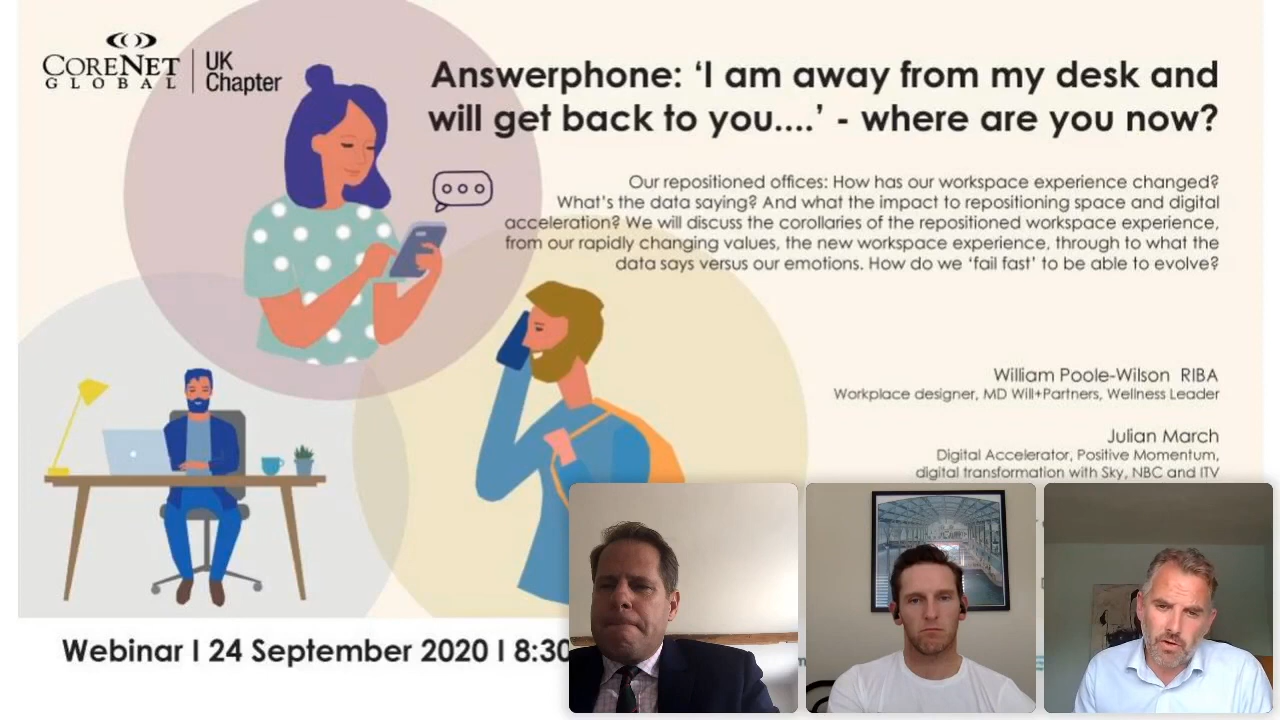 CORENET
GLOBAL
UK
Chapter
Answerphone: ‘I am away from my desk and
will get back to you....’ - where are you now?
Our repositioned offices: How has our workspace experience changed?
What’s the data saying? And what the impact to repositioning space and digital
acceleration? We will discuss the corollaries of the repositioned workspace experience,
from our rapidly changing values, the new workspace experience, through to what the
data says versus our emotions. How do we ‘fail fast’ to be able to evolve?
William Poole-Wilson RIBA
Workplace designer, MD Will+Partners, Wellness Leader
Julian March
Digital Accelerator, Positive Momentum,
digital transformation with Sky, NBC and ITV
Webinar I 24 September 2020 I 8:30